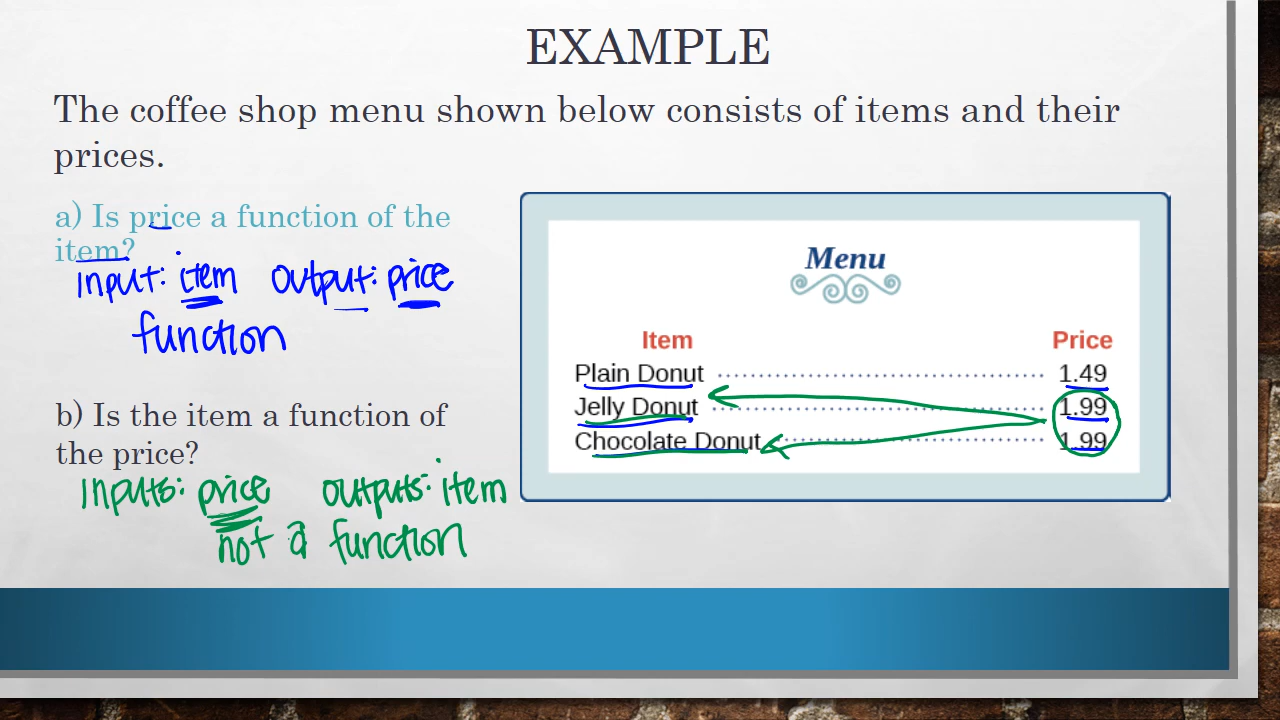 EXAMPLE
The coffee shop menu shown below consists of items and their
prices.
a) Is price a function of the
item?
input: item output: price
function
b) Is the item a function of
the price?
inputs: price outputs: item
not a function
Menu
Item Price
Plain Donut 1.49
Jelly Donut 1.99
Chocolate Donut 1.99